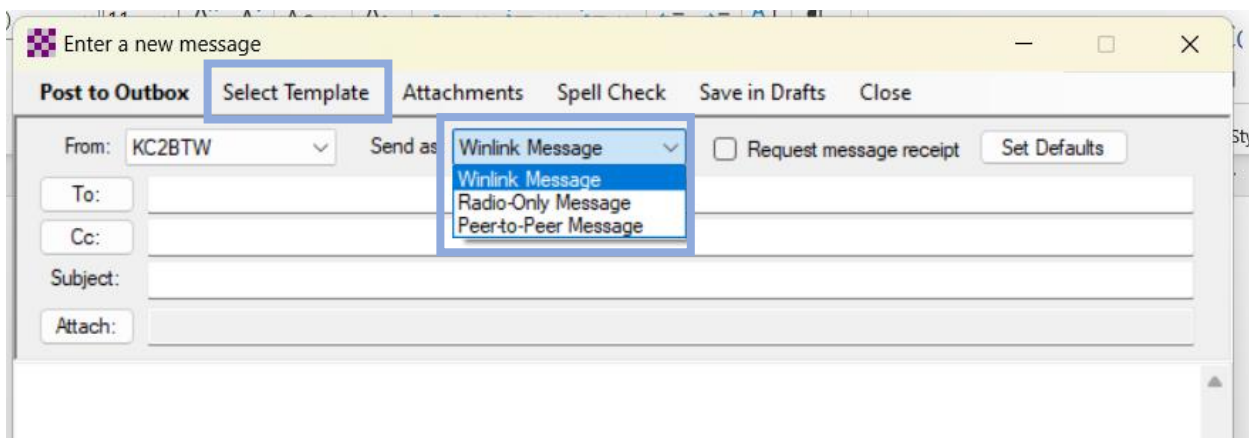 Enter a new message
Post to Outbox Select Template Attachments Spell Check Save in Drafts Close
From: KC2BTW Send as Winlink Message Request message receipt Set Defaults
Winlink Message
Radio-Only Message
Peer-to-Peer Message
To:
Cc:
Subject:
Attach: